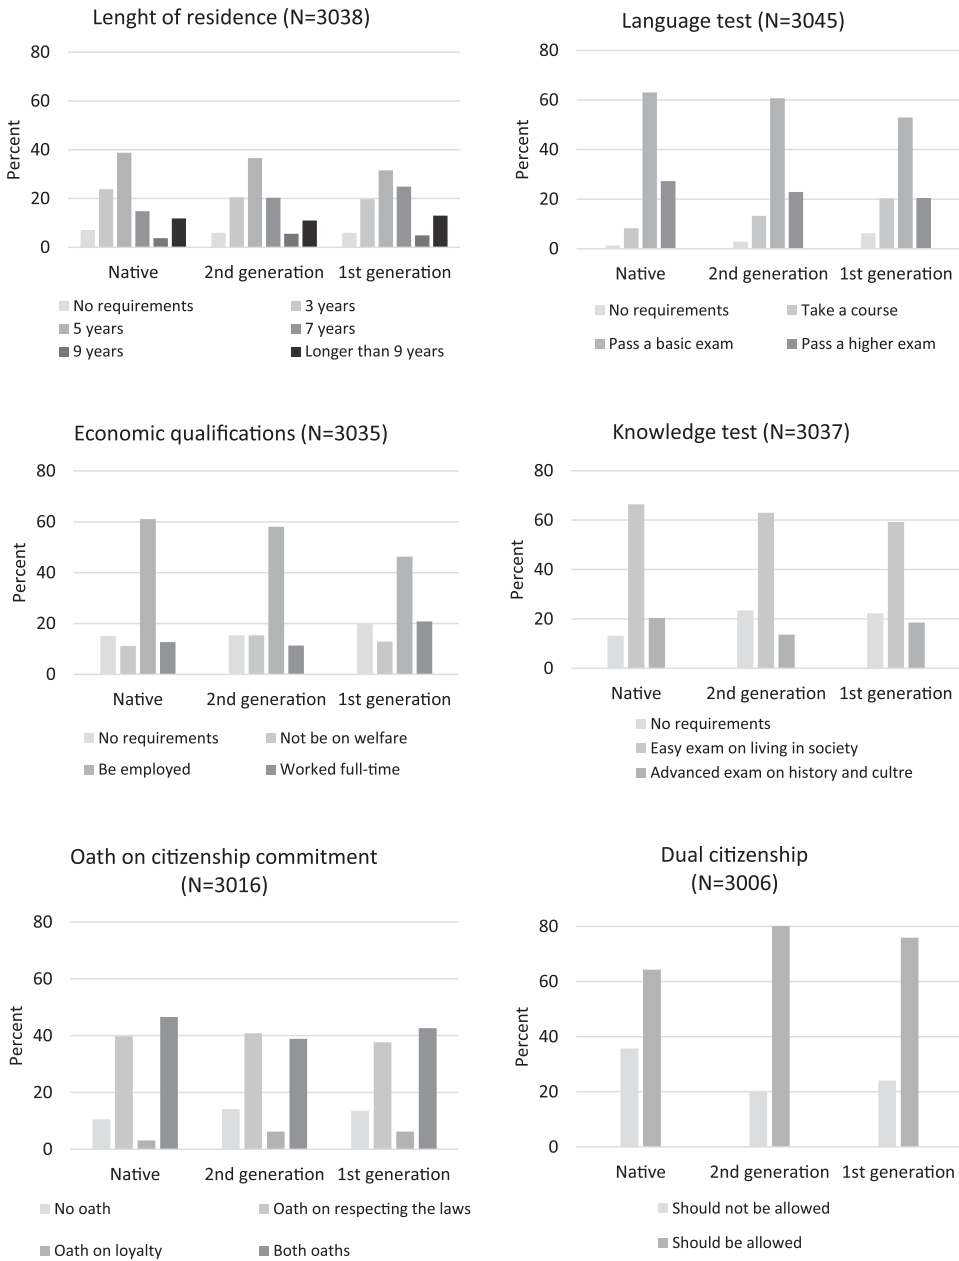 Lenght of residence (N=3038)
80
60
40
20
0
Percent
Native 2nd generation 1st generation
No requirements 3 years
5 years 7 years
9 years Longer than 9 years
Language test (N=3045)
80
60
40
20
0
Percent
Native 2nd generation 1st generation
No requirements Take a course
Pass a basic exam Pass a higher exam
Economic qualifications (N=3035)
80
60
40
20
0
Percent
Native 2nd generation 1st generation
No requirements Not be on welfare
Be employed Worked full-time
Knowledge test (N=3037)
80
60
40
20
0
Percent
Native 2nd generation 1st generation
No requirements
Easy exam on living in society
Advanced exam on history and cultre
Oath on citizenship commitment
(N=3016)
80
60
40
20
0
Percent
Native 2nd generation 1st generation
No oath Oath on respecting the laws
Oath on loyalty Both oaths
Dual citizenship
(N=3006)
80
60
40
20
0
Percent
Native 2nd generation 1st generation
Should not be allowed
Should be allowed